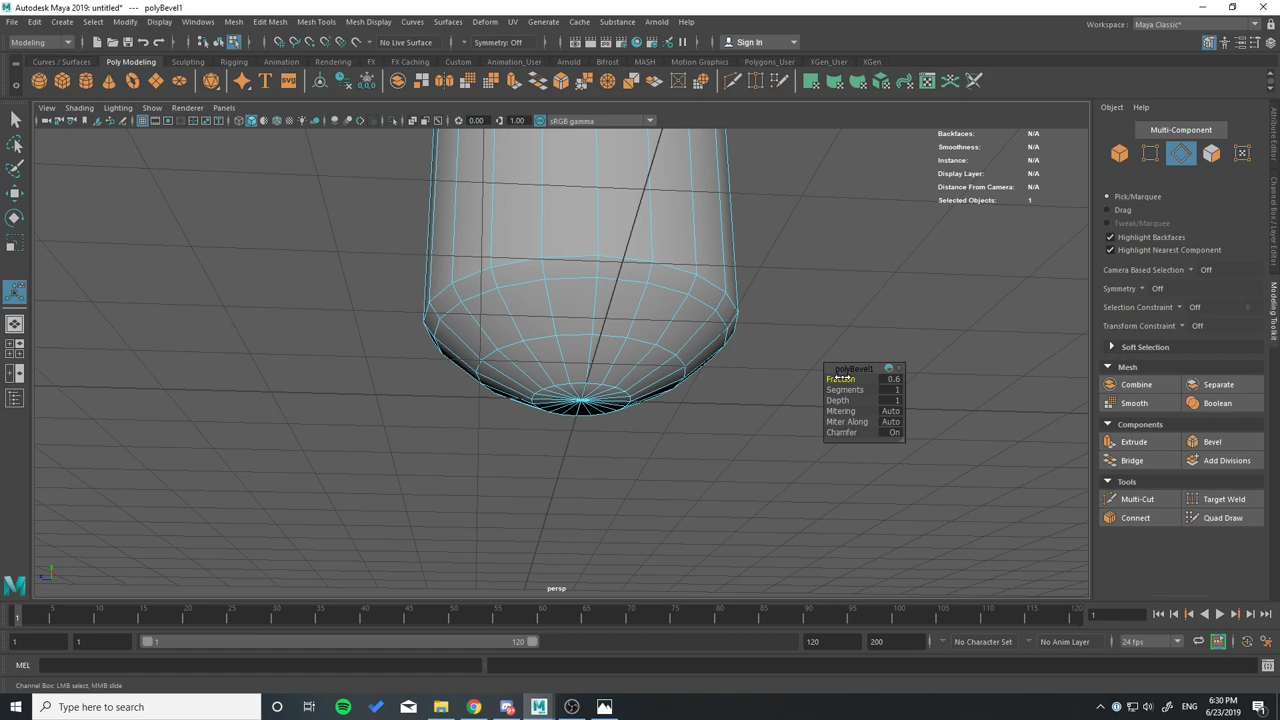 Autodesk Maya 2019: untitled*   ---   polyBevel1
File Edit Create Select Modify Display Windows Mesh Edit Mesh Mesh Tools Mesh Display Curves Surfaces Deform UV Generate Cache Substance Arnold Help
Workspace : Maya Classic*
Modeling No Live Surface Symmetry: Off Sign In
Curves / Surfaces Poly Modeling Sculpting Rigging Animation Rendering FX FX Caching Custom Animation_User Arnold Bifrost MASH Motion Graphics Polygons_User XGen_User XGen
SVG
View Shading Lighting Show Renderer Panels
0.00 1.00 sRGB gamma
Backfaces: N/A
Smoothness: N/A
Instance: N/A
Display Layer: N/A
Distance From Camera: N/A
Selected Objects: 1
polyBevel1
Fraction 0.6
Segments 1
Depth 1
Mitering Auto
Miter Along Auto
Chamfer On
persp
Object Help
Multi-Component
Pick/Marquee
Drag
Tweak/Marquee
Highlight Backfaces
Highlight Nearest Component
Camera Based Selection Off
Symmetry: Off
Selection Constraint Off
Transform Constraint Off
Soft Selection
Mesh
Combine Separate
Smooth Boolean
Components
Extrude Bevel
Bridge Add Divisions
Tools
Multi-Cut Target Weld
Connect Quad Draw
Attribute Editor
Channel Box / Layer Editor
Modeling Toolkit
1 5 10 15 20 25 30 35 40 45 50 55 60 65 70 75 80 85 90 95 100 105 110 115 120 1
1 1 1 120 120 200 No Character Set No Anim Layer 24 fps
MEL
Channel Box: LMB select, MMB slide
Type here to search
ENG
6:30 PM
6/23/2019